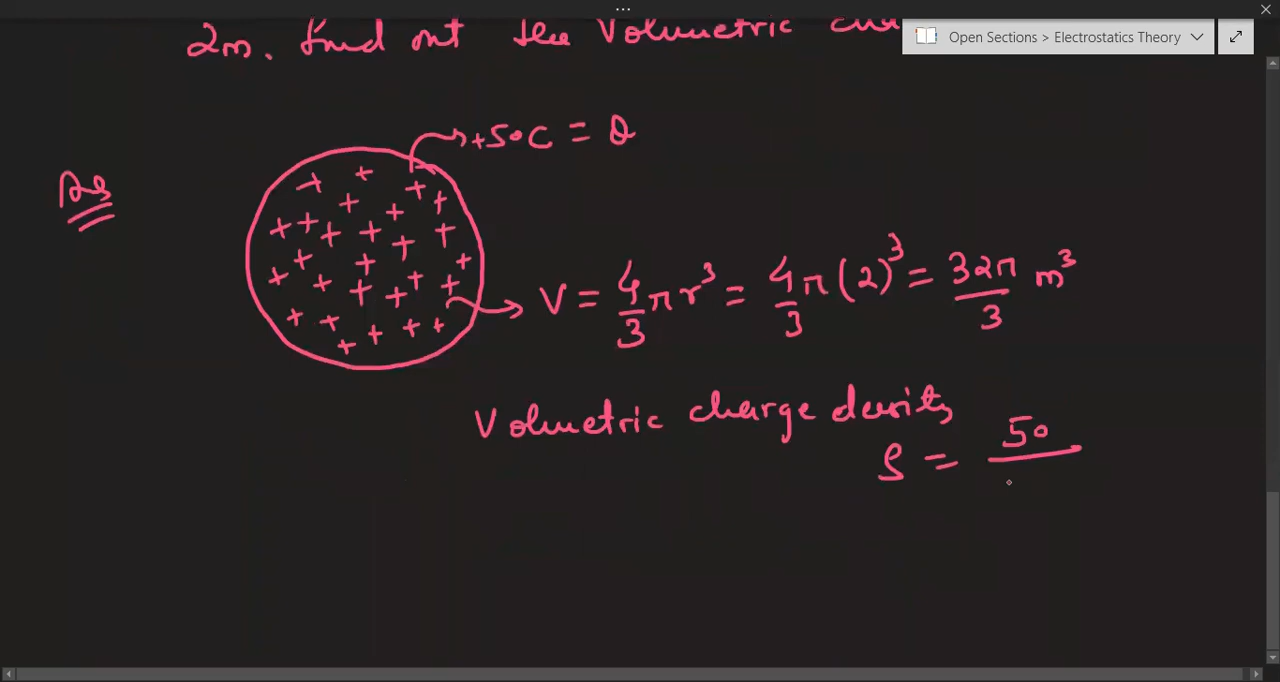 ...
2m. find out the Volumetric
Open Sections > Electrostatics Theory
+50C = Q
Ans
V = 4/3 πr³ = 4/3 π(2)³ = 32π/3 m³
Volumetric charge density
ρ = 50